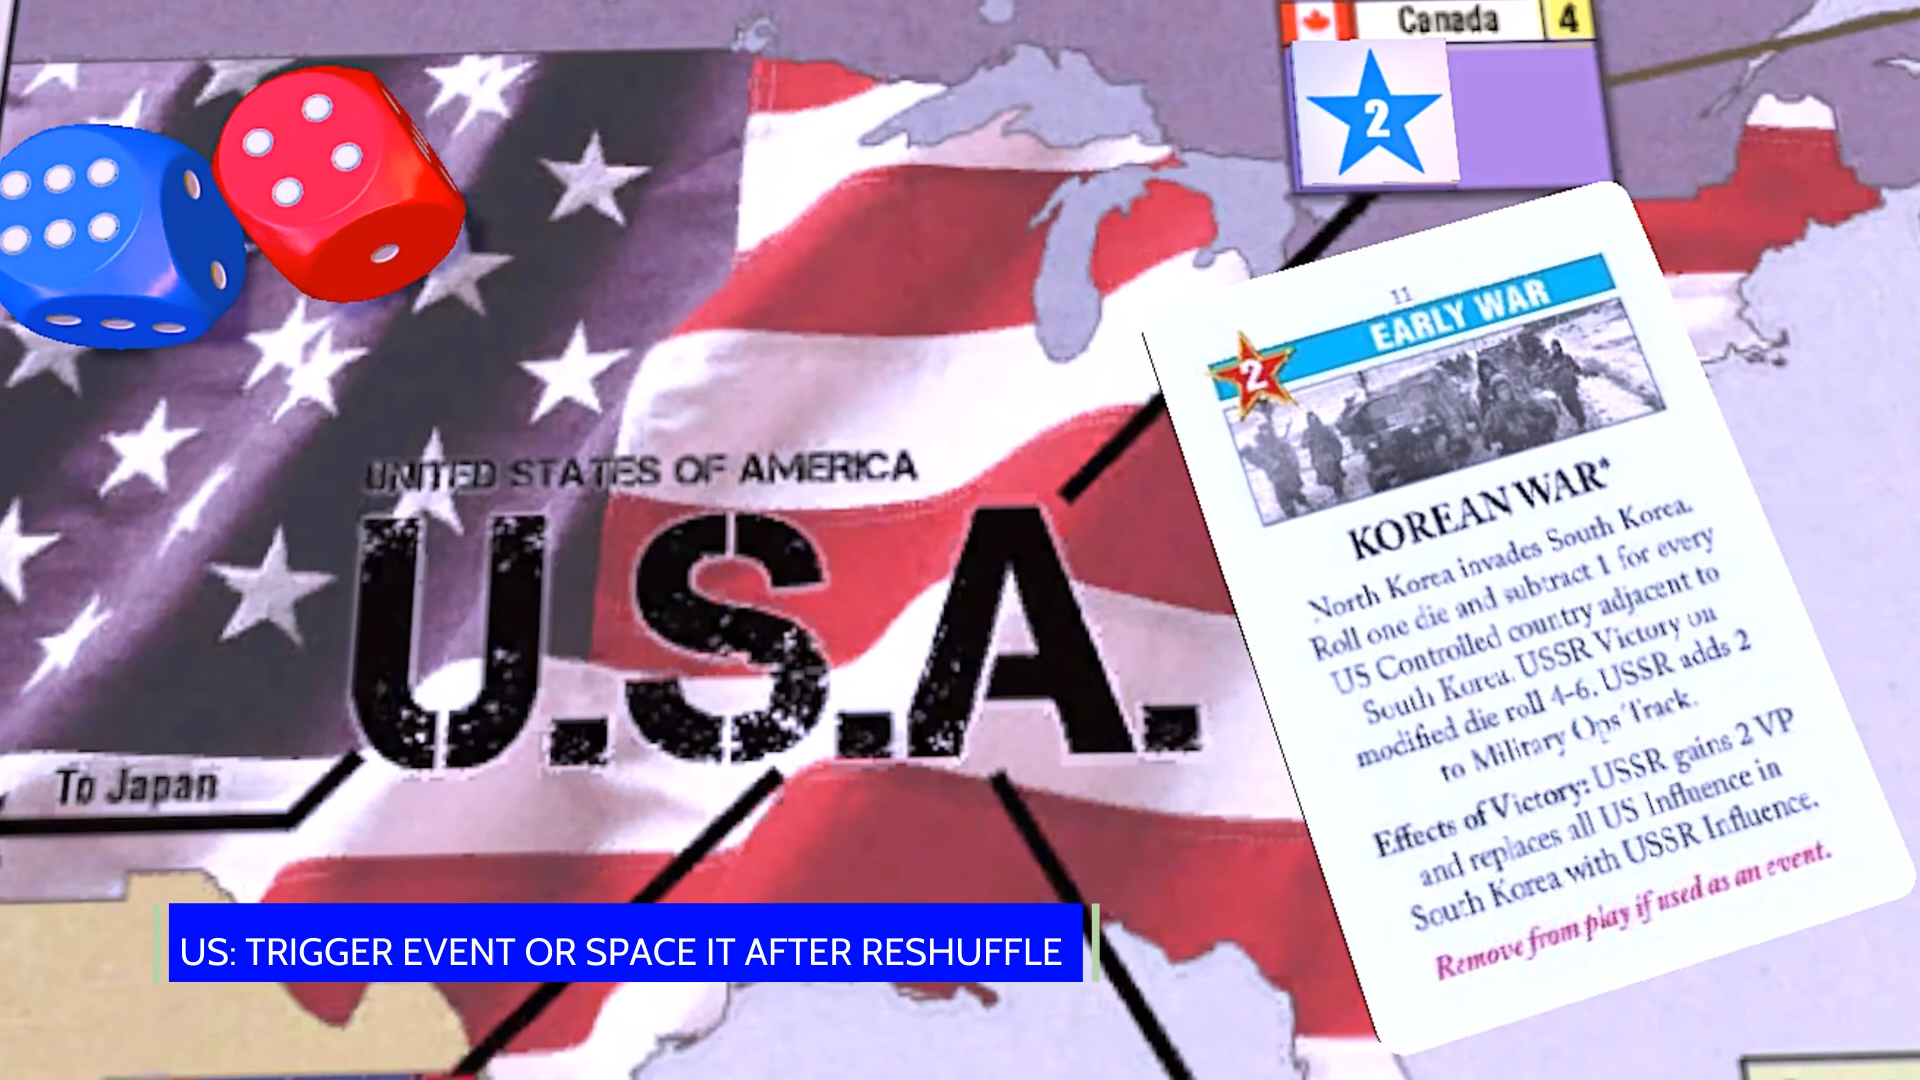 Canada 4
2
11
EARLY WAR
2
KOREAN WAR*
North Korea invades South Korea.
Roll one die and subtract 1 for every
US Controlled country adjacent to
South Korea. USSR Victory on
modified die roll 4-6. USSR adds 2
to Military Ops Track.
Effects of Victory: USSR gains 2 VP
and replaces all US Influence in
South Korea with USSR Influence.
Remove from play if used as an event.
UNITED STATES OF AMERICA
U.S.A.
To Japan
US: TRIGGER EVENT OR SPACE IT AFTER RESHUFFLE